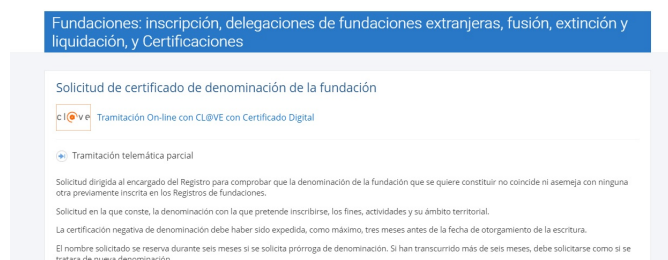 Fundaciones: inscripción, delegaciones de fundaciones extranjeras, fusión, extinción y
liquidación, y Certificaciones
Solicitud de certificado de denominación de la fundación
cl@ve Tramitación On-line con CL@VE con Certificado Digital
Tramitación telemática parcial
Solicitud dirigida al encargado del Registro para comprobar que la denominación de la fundación que se quiere constituir no coincide ni asemeja con ninguna
otra previamente inscrita en los Registros de fundaciones.
Solicitud en la que conste, la denominación con la que pretende inscribirse, los fines, actividades y su ámbito territorial.
La certificación negativa de denominación debe haber sido expedida, como máximo, tres meses antes de la fecha de otorgamiento de la escritura.
El nombre solicitado se reserva durante seis meses si se solicita prórroga de denominación. Si han transcurrido más de seis meses, debe solicitarse como si se
tratara de nueva denominación